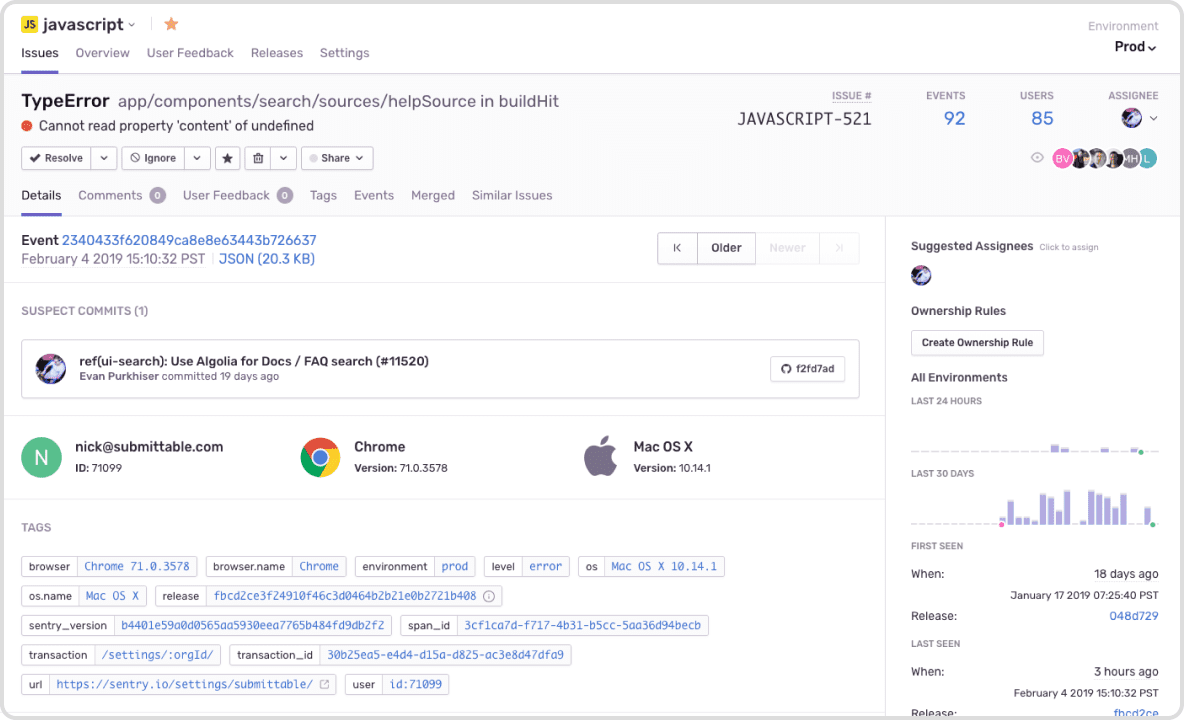 JS javascript
Environment
Prod
Issues Overview User Feedback Releases Settings
TypeError app/components/search/sources/helpSource in buildHit
Cannot read property 'content' of undefined
ISSUE # EVENTS USERS ASSIGNEE
JAVASCRIPT-521 92 85
Resolve Ignore Share
BV MH L
Details Comments 0 User Feedback 0 Tags Events Merged Similar Issues
Event 2340433f620849ca8e8e63443b726637
February 4 2019 15:10:32 PST JSON (20.3 KB)
Older Newer
SUSPECT COMMITS (1)
ref(ui-search): Use Algolia for Docs / FAQ search (#11520)
Evan Purkhiser committed 19 days ago
f2fd7ad
N
nick@submittable.com
ID: 71099
Chrome
Version: 71.0.3578
Mac OS X
Version: 10.14.1
TAGS
browser Chrome 71.0.3578 browser.name Chrome environment prod level error os Mac OS X 10.14.1
os.name Mac OS X release fbcd2ce3f24910f46c3d0464b2b21e0b2721b408
sentry_version b4401e59a0d0565aa5930eea7765b484fd9db2f2 span_id 3cf1ca7d-f717-4b31-b5cc-5aa36d94becb
transaction /settings/:orgId/ transaction_id 30b25ea5-e4d4-d15a-d825-ac3e8d47dfa9
url https://sentry.io/settings/submittable/ user id:71099
Suggested Assignees Click to assign
Ownership Rules
Create Ownership Rule
All Environments
LAST 24 HOURS
LAST 30 DAYS
FIRST SEEN
When: 18 days ago
January 17 2019 07:25:40 PST
Release: 048d729
LAST SEEN
When: 3 hours ago
February 4 2019 15:10:32 PST
Release: fbcd2ce